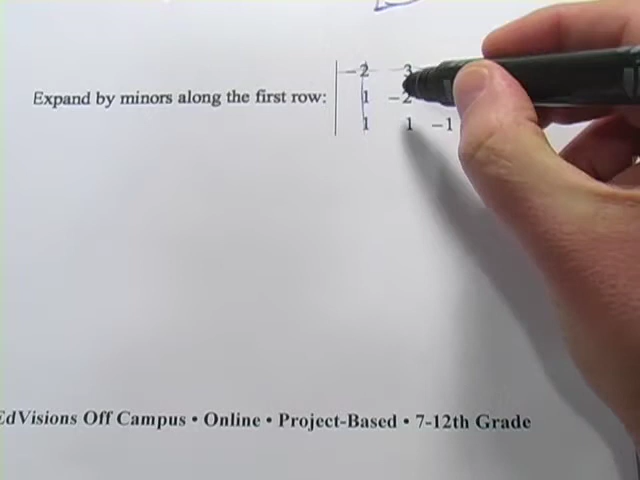 -2 3
Expand by minors along the first row: 1 -2
1 1 -1
EdVisions Off Campus • Online • Project-Based • 7-12th Grade